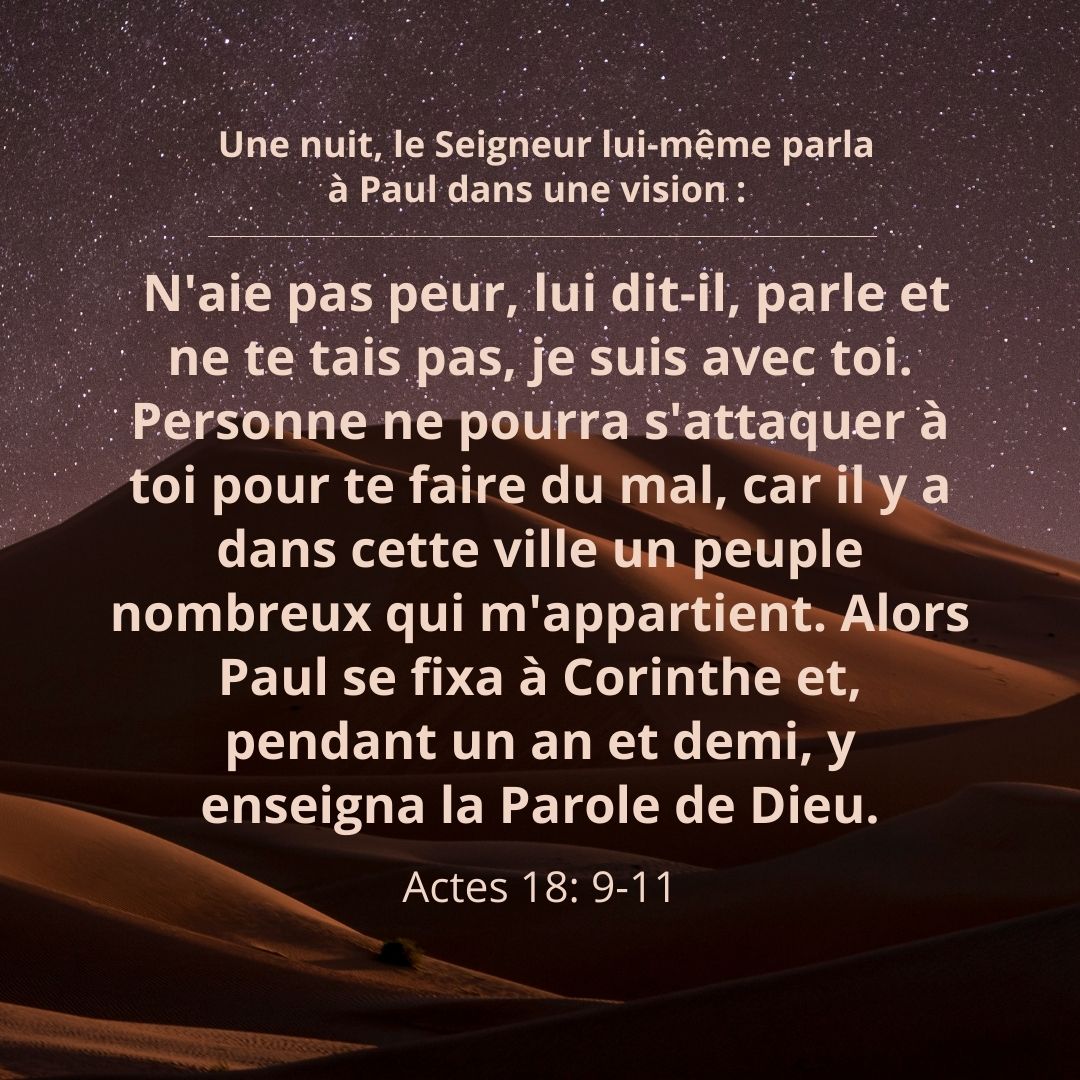 Une nuit, le Seigneur lui-même parla
à Paul dans une vision :
N'aie pas peur, lui dit-il, parle et
ne te tais pas, je suis avec toi.
Personne ne pourra s'attaquer à
toi pour te faire du mal, car il y a
dans cette ville un peuple
nombreux qui m'appartient. Alors
Paul se fixa à Corinthe et,
pendant un an et demi, y
enseigna la Parole de Dieu.
Actes 18: 9-11